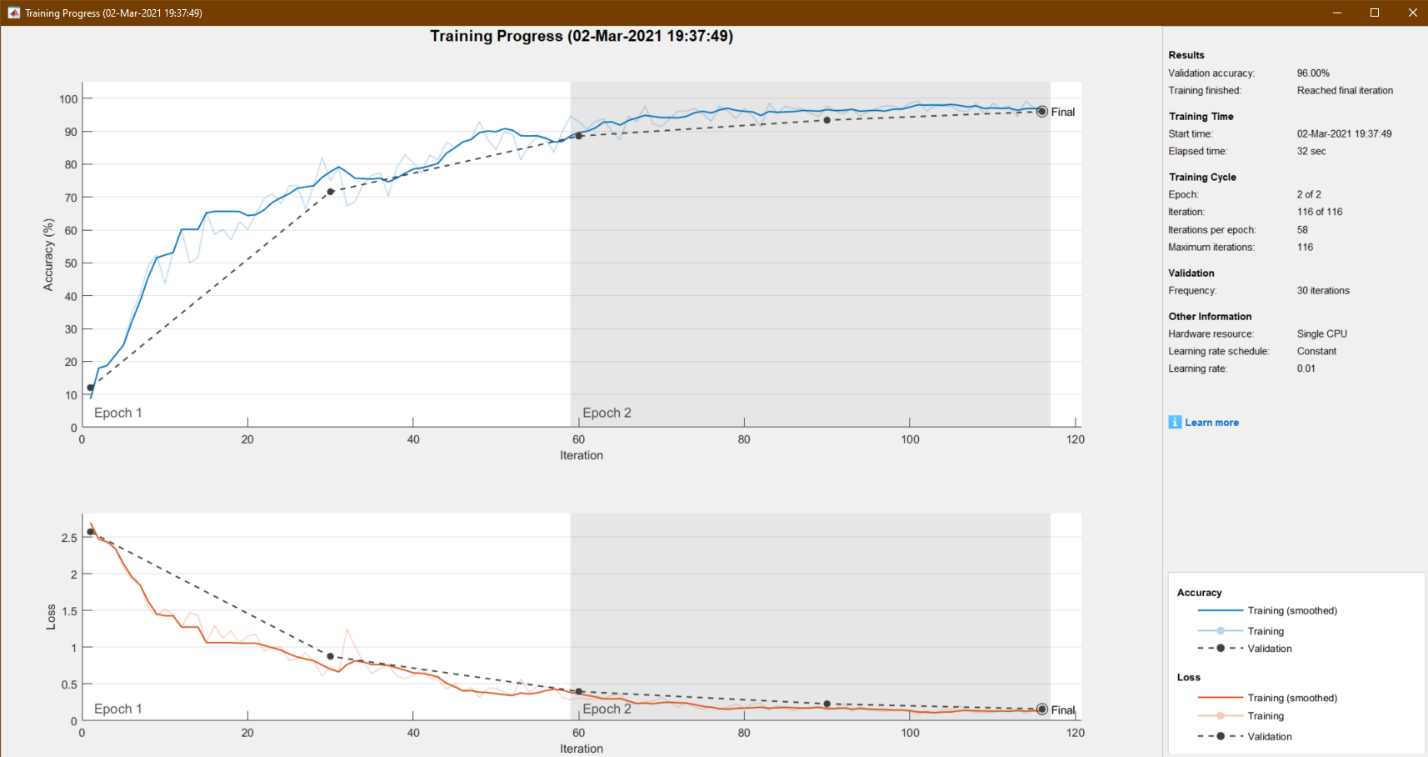 Training Progress (02-Mar-2021 19:37:49)
Training Progress (02-Mar-2021 19:37:49)
100
90
80
70
60
50
40
30
20
10
0
Accuracy (%)
Final
Epoch 1
Epoch 2
0 20 40 60 80 100 120
Iteration
2.5
2
1.5
1
0.5
0
Loss
Final
Epoch 1
Epoch 2
0 20 40 60 80 100 120
Iteration
Results
Validation accuracy: 96.00%
Training finished: Reached final iteration
Training Time
Start time: 02-Mar-2021 19:37:49
Elapsed time: 32 sec
Training Cycle
Epoch: 2 of 2
Iteration: 116 of 116
Iterations per epoch: 58
Maximum iterations: 116
Validation
Frequency: 30 iterations
Other Information
Hardware resource: Single CPU
Learning rate schedule: Constant
Learning rate: 0.01
i Learn more
Accuracy
Training (smoothed)
Training
Validation
Loss
Training (smoothed)
Training
Validation